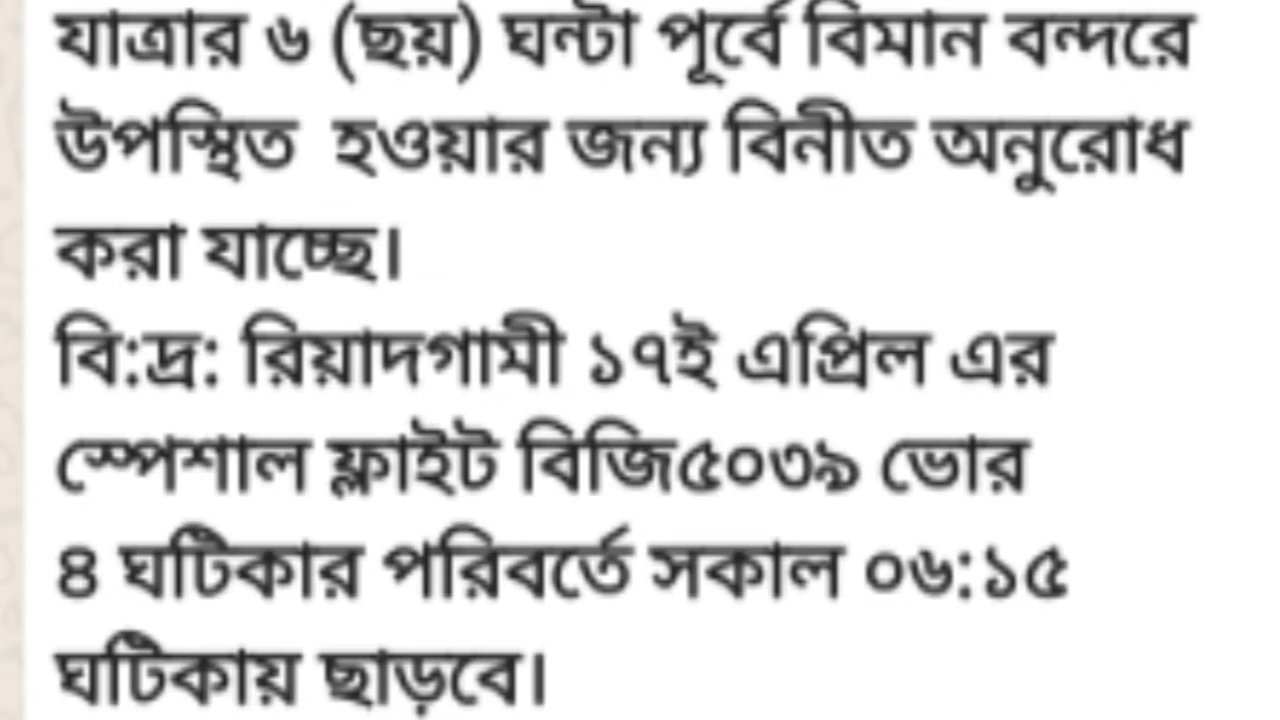 যাত্রার ৬ (ছয়) ঘন্টা পূর্বে বিমান বন্দরে
উপস্থিত হওয়ার জন্য বিনীত অনুরোধ
করা যাচ্ছে।
বি:দ্র: রিয়াদগামী ১৭ই এপ্রিল এর
স্পেশাল ফ্লাইট বিজি৫০৩৯ ভোর
৪ ঘটিকার পরিবর্তে সকাল ০৬:১৫
ঘটিকায় ছাড়বে।